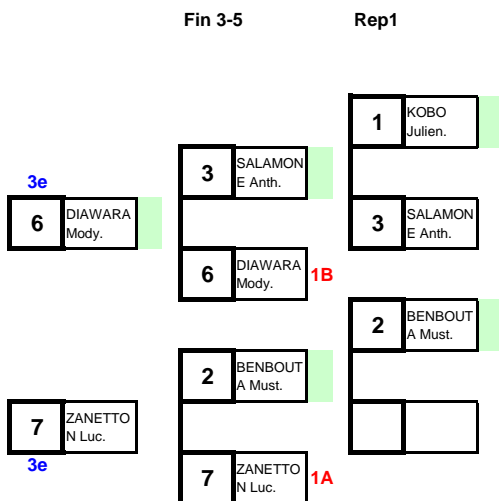 Fin 3-5 Rep1
1 KOBO
Julien.
3 SALAMON
E Anth.
3e
6 DIAWARA
Mody.
3 SALAMON
E Anth.
6 DIAWARA
Mody. 1B
2 BENBOUT
A Must.
2 BENBOUT
A Must.
7 ZANETTO
N Luc.
3e
7 ZANETTO
N Luc. 1A